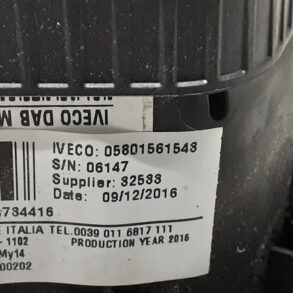 IVECO DAB M
IVECO: 05801561543
S/N: 06147
Supplier: 32533
Date: 09/12/2016
734416
E ITALIA TEL.0039 011 6817 111
- 1102 PRODUCTION YEAR 2016
My14
00202